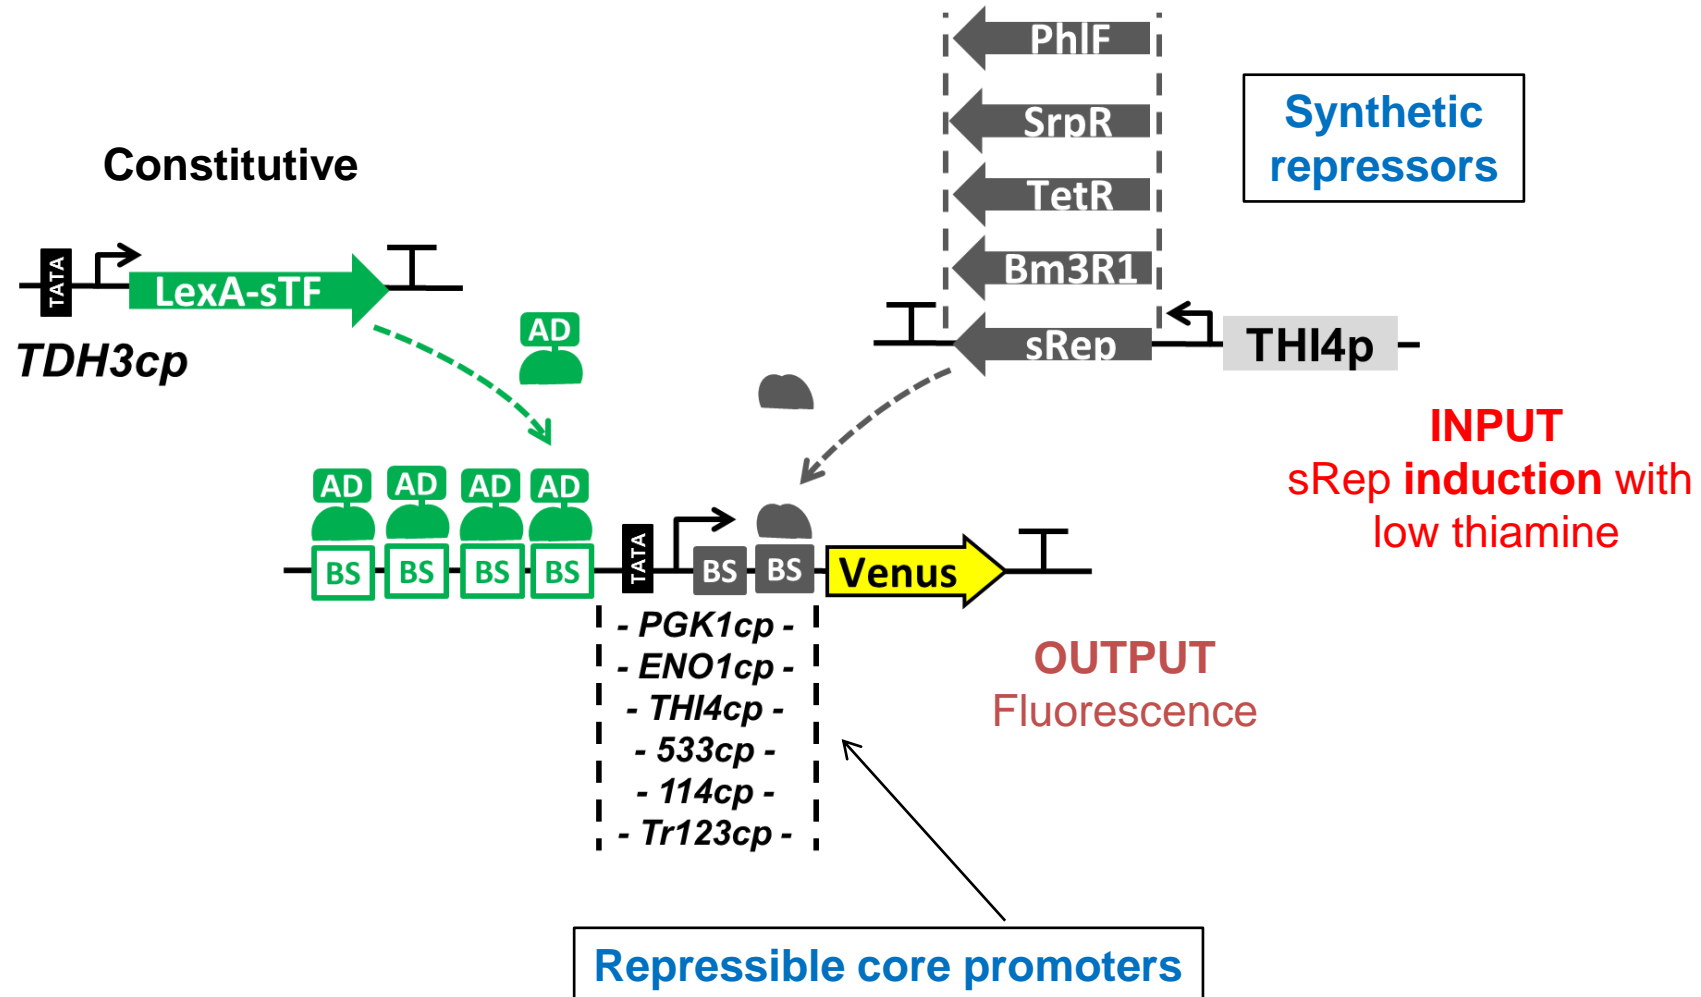 PhlF
SrpR
TetR
Bm3R1
sRep
Synthetic
repressors
Constitutive
TATA
LexA-sTF
TDH3cp
AD
THI4p
INPUT
sRep induction with
low thiamine
AD AD AD AD
BS BS BS BS
TATA
BS BS
Venus
- PGK1cp -
- ENO1cp -
- THI4cp -
- 533cp -
- 114cp -
- Tr123cp -
OUTPUT
Fluorescence
Repressible core promoters